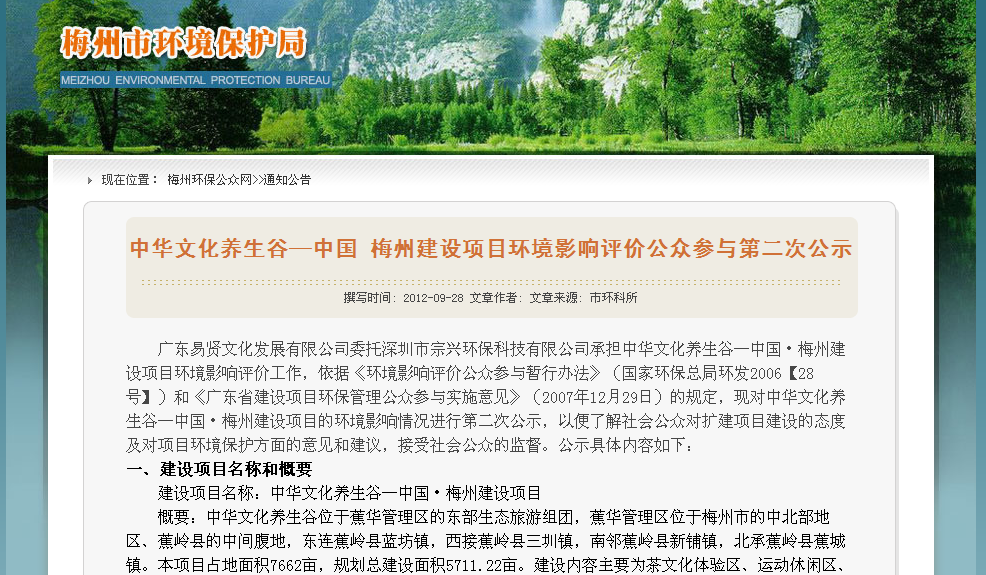 梅州市环境保护局
MEIZHOU ENVIRONMENTAL PROTECTION BUREAU
现在位置： 梅州环保公众网>>通知公告
中华文化养生谷—中国 梅州建设项目环境影响评价公众参与第二次公示
撰写时间: 2012-09-28 文章作者: 文章来源: 市环科所
广东易贤文化发展有限公司委托深圳市宗兴环保科技有限公司承担中华文化养生谷—中国·梅州建
设项目环境影响评价工作，依据《环境影响评价公众参与暂行办法》（国家环保总局环发2006【28
号】）和《广东省建设项目环保管理公众参与实施意见》（2007年12月29日）的规定，现对中华文化养
生谷—中国·梅州建设项目的环境影响情况进行第二次公示，以便了解社会公众对扩建项目建设的态度
及对项目环境保护方面的意见和建议，接受社会公众的监督。公示具体内容如下：
一、建设项目名称和概要
建设项目名称：中华文化养生谷—中国·梅州建设项目
概要：中华文化养生谷位于蕉华管理区的东部生态旅游组团，蕉华管理区位于梅州市的中北部地
区、蕉岭县的中间腹地，东连蕉岭县蓝坊镇，西接蕉岭县三圳镇，南邻蕉岭县新铺镇，北承蕉岭县蕉城
镇。本项目占地面积7662亩，规划总建设面积5711.22亩。建设内容主要为茶文化体验区、运动休闲区、